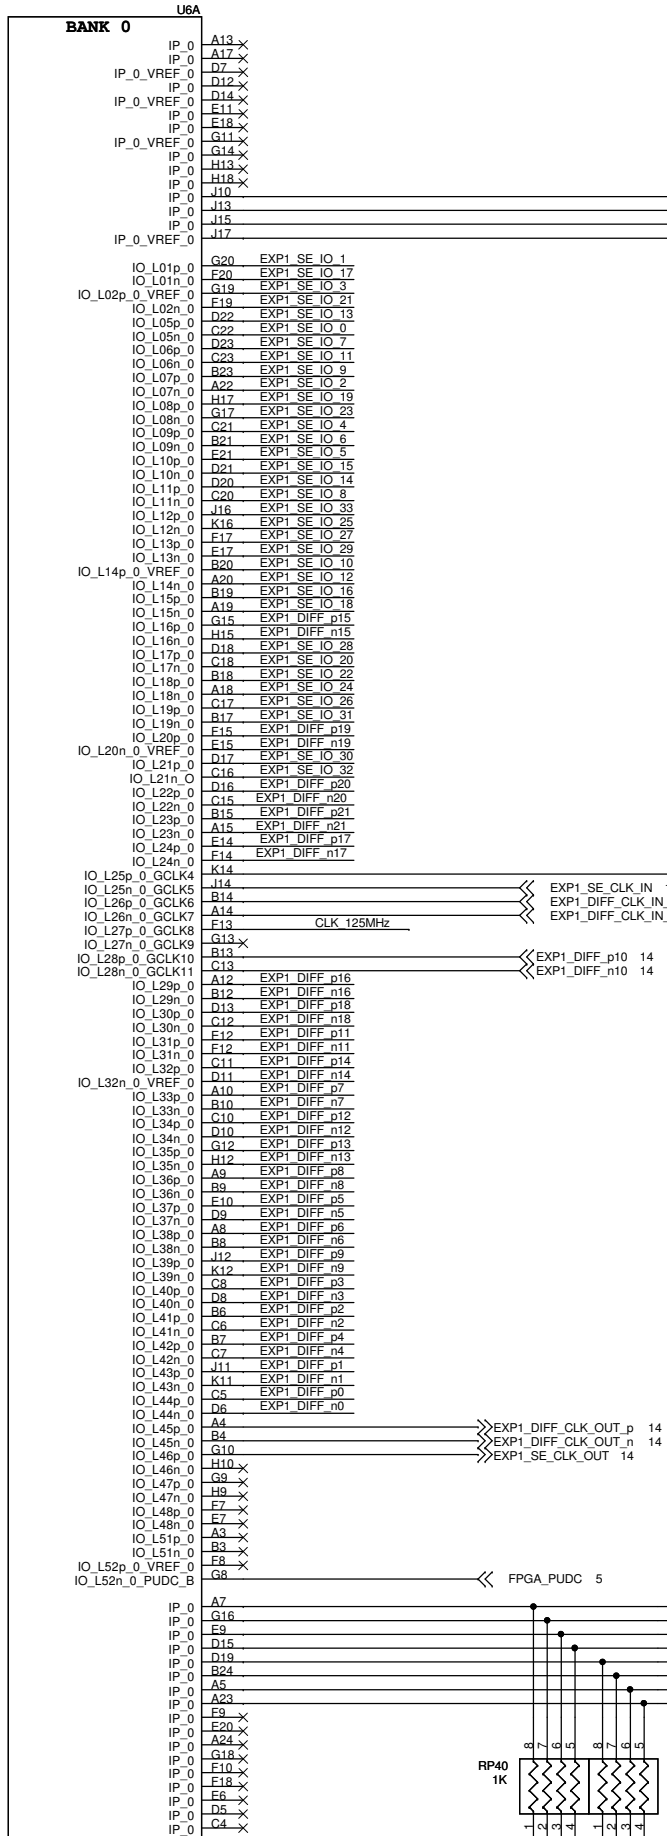 U6A
BANK 0
IP_0 A13
IP_0 A17
IP_0_VREF_0 D7
IP_0 D12
IP_0_VREF_0 D14
IP_0 E11
IP_0 E18
IP_0_VREF_0 G11
IP_0 G14
IP_0 H13
IP_0 H18
IP_0 J10
IP_0 J13
IP_0 J15
IP_0_VREF_0 J17
IO_L01p_0 G20 EXP1_SE_IO_1
IO_L01n_0 F20 EXP1_SE_IO_17
IO_L02p_0_VREF_0 G19 EXP1_SE_IO_3
IO_L02n_0 F19 EXP1_SE_IO_21
IO_L05p_0 D22 EXP1_SE_IO_13
IO_L05n_0 C22 EXP1_SE_IO_0
IO_L06p_0 D23 EXP1_SE_IO_7
IO_L06n_0 C23 EXP1_SE_IO_11
IO_L07p_0 B23 EXP1_SE_IO_9
IO_L07n_0 A22 EXP1_SE_IO_2
IO_L08p_0 H17 EXP1_SE_IO_19
IO_L08n_0 G17 EXP1_SE_IO_23
IO_L09p_0 C21 EXP1_SE_IO_4
IO_L09n_0 B21 EXP1_SE_IO_6
IO_L10p_0 E21 EXP1_SE_IO_5
IO_L10n_0 D21 EXP1_SE_IO_15
IO_L11p_0 D20 EXP1_SE_IO_14
IO_L11n_0 C20 EXP1_SE_IO_8
IO_L12p_0 J16 EXP1_SE_IO_33
IO_L12n_0 K16 EXP1_SE_IO_25
IO_L13p_0 F17 EXP1_SE_IO_27
IO_L13n_0 E17 EXP1_SE_IO_29
IO_L14p_0_VREF_0 B20 EXP1_SE_IO_10
IO_L14n_0 A20 EXP1_SE_IO_12
IO_L15p_0 B19 EXP1_SE_IO_16
IO_L15n_0 A19 EXP1_SE_IO_18
IO_L16p_0 G15 EXP1_DIFF_p15
IO_L16n_0 H15 EXP1_DIFF_n15
IO_L17p_0 D18 EXP1_SE_IO_28
IO_L17n_0 C18 EXP1_SE_IO_20
IO_L18p_0 B18 EXP1_SE_IO_22
IO_L18n_0 A18 EXP1_SE_IO_24
IO_L19p_0 C17 EXP1_SE_IO_26
IO_L19n_0 B17 EXP1_SE_IO_31
IO_L20p_0 F15 EXP1_DIFF_p19
IO_L20n_0_VREF_0 E15 EXP1_DIFF_n19
IO_L21p_0 D17 EXP1_SE_IO_30
IO_L21n_O C16 EXP1_SE_IO_32
IO_L22p_0 D16 EXP1_DIFF_p20
IO_L22n_0 C15 EXP1_DIFF_n20
IO_L23p_0 B15 EXP1_DIFF_p21
IO_L23n_0 A15 EXP1_DIFF_n21
IO_L24p_0 E14 EXP1_DIFF_p17
IO_L24n_0 F14 EXP1_DIFF_n17
IO_L25p_0_GCLK4 K14
IO_L25n_0_GCLK5 J14 EXP1_SE_CLK_IN
IO_L26p_0_GCLK6 B14 EXP1_DIFF_CLK_IN_
IO_L26n_0_GCLK7 A14 EXP1_DIFF_CLK_IN_
IO_L27p_0_GCLK8 F13 CLK_125MHz
IO_L27n_0_GCLK9 G13
IO_L28p_0_GCLK10 B13 EXP1_DIFF_p10 14
IO_L28n_0_GCLK11 C13 EXP1_DIFF_n10 14
IO_L29p_0 A12 EXP1_DIFF_p16
IO_L29n_0 B12 EXP1_DIFF_n16
IO_L30p_0 D13 EXP1_DIFF_p18
IO_L30n_0 C12 EXP1_DIFF_n18
IO_L31p_0 E12 EXP1_DIFF_p11
IO_L31n_0 F12 EXP1_DIFF_n11
IO_L32p_0 C11 EXP1_DIFF_p14
IO_L32n_0_VREF_0 D11 EXP1_DIFF_n14
IO_L33p_0 A10 EXP1_DIFF_p7
IO_L33n_0 B10 EXP1_DIFF_n7
IO_L34p_0 C10 EXP1_DIFF_p12
IO_L34n_0 D10 EXP1_DIFF_n12
IO_L35p_0 G12 EXP1_DIFF_p13
IO_L35n_0 H12 EXP1_DIFF_n13
IO_L36p_0 A9 EXP1_DIFF_p8
IO_L36n_0 B9 EXP1_DIFF_n8
IO_L37p_0 E10 EXP1_DIFF_p5
IO_L37n_0 D9 EXP1_DIFF_n5
IO_L38p_0 A8 EXP1_DIFF_p6
IO_L38n_0 B8 EXP1_DIFF_n6
IO_L39p_0 J12 EXP1_DIFF_p9
IO_L39n_0 K12 EXP1_DIFF_n9
IO_L40p_0 C8 EXP1_DIFF_p3
IO_L40n_0 D8 EXP1_DIFF_n3
IO_L41p_0 B6 EXP1_DIFF_p2
IO_L41n_0 C6 EXP1_DIFF_n2
IO_L42p_0 B7 EXP1_DIFF_p4
IO_L42n_0 C7 EXP1_DIFF_n4
IO_L43p_0 J11 EXP1_DIFF_p1
IO_L43n_0 K11 EXP1_DIFF_n1
IO_L44p_0 C5 EXP1_DIFF_p0
IO_L44n_0 D6 EXP1_DIFF_n0
IO_L45p_0 A4 EXP1_DIFF_CLK_OUT_p 14
IO_L45n_0 B4 EXP1_DIFF_CLK_OUT_n 14
IO_L46p_0 G10 EXP1_SE_CLK_OUT 14
IO_L46n_0 H10
IO_L47p_0 G9
IO_L47n_0 H9
IO_L48p_0 F7
IO_L48n_0 E7
IO_L51p_0 A3
IO_L51n_0 B3
IO_L52p_0_VREF_0 F8
IO_L52n_0_PUDC_B G8 FPGA_PUDC 5
IP_0 A7
IP_0 G16
IP_0 E9
IP_0 D15
IP_0 D19
IP_0 B24
IP_0 A5
IP_0 A23
IP_0 F9
IP_0 E20
IP_0 A24
IP_0 G18
IP_0 F10
IP_0 F18
IP_0 E6
IP_0 D5
IP_0 C4
8 7 6 5 8 7 6 5
RP40
1K
1 2 3 4 1 2 3 4